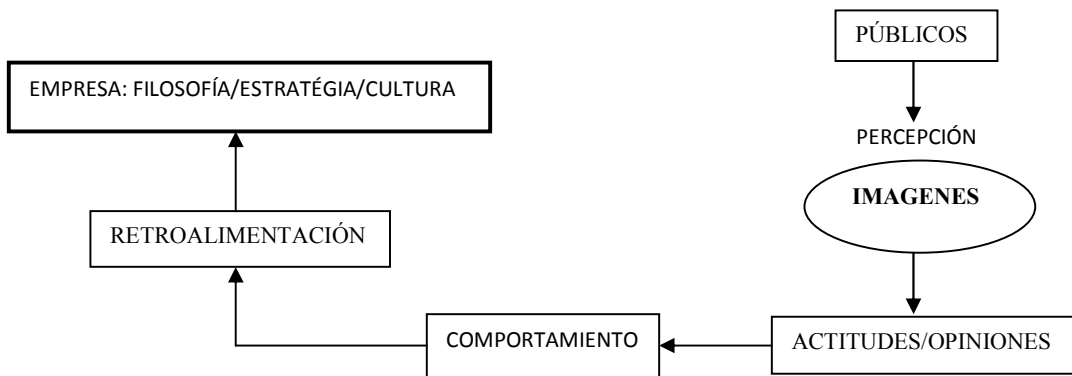 PÚBLICOS
EMPRESA: FILOSOFÍA/ESTRATÉGIA/CULTURA
PERCEPCIÓN
IMAGENES
RETROALIMENTACIÓN
COMPORTAMIENTO
ACTITUDES/OPINIONES